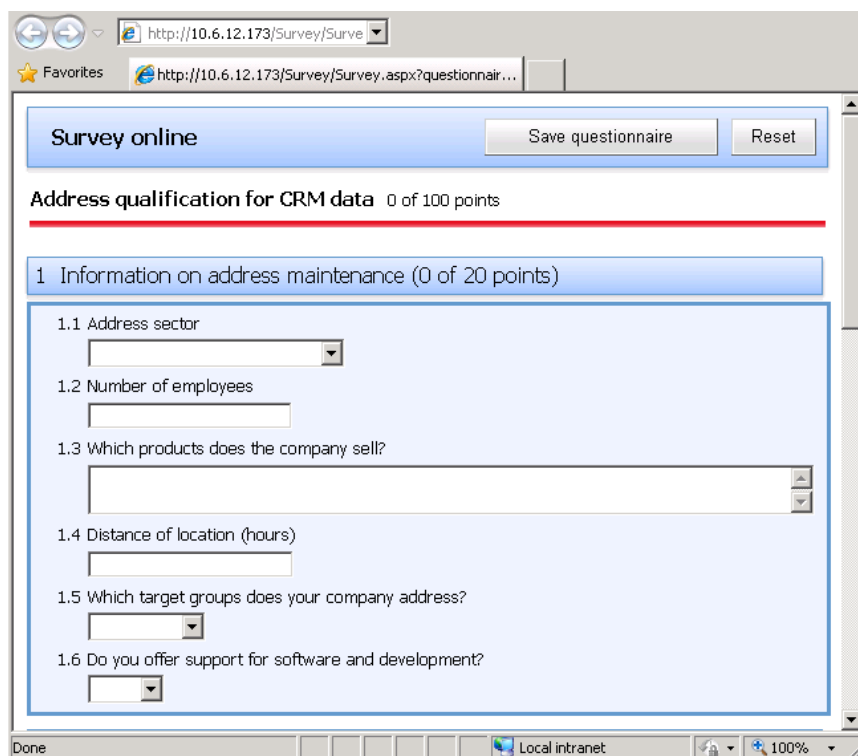 http://10.6.12.173/Survey/Surve
Favorites
http://10.6.12.173/Survey/Survey.aspx?questionnair...
Survey online
Save questionnaire
Reset
Address qualification for CRM data 0 of 100 points
1 Information on address maintenance (0 of 20 points)
1.1 Address sector
1.2 Number of employees
1.3 Which products does the company sell?
1.4 Distance of location (hours)
1.5 Which target groups does your company address?
1.6 Do you offer support for software and development?
Done
Local intranet
100%